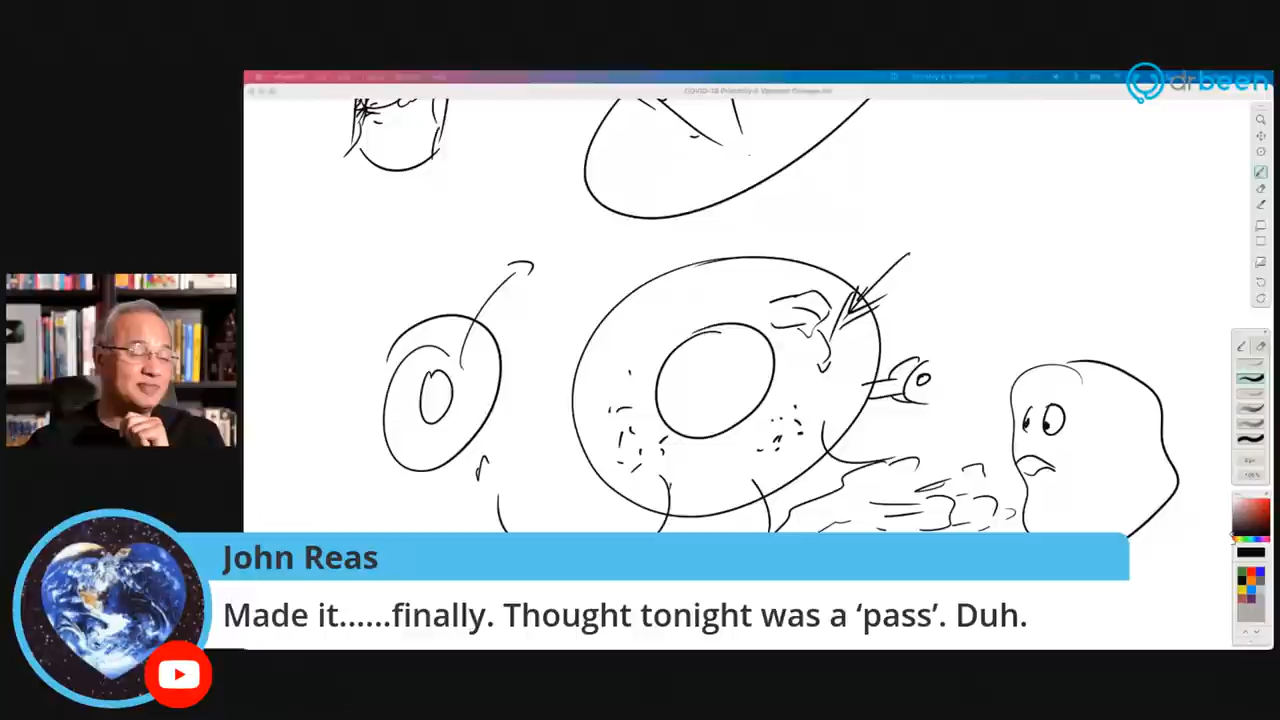 drbeen
John Reas
Made it......finally. Thought tonight was a ‘pass’. Duh.